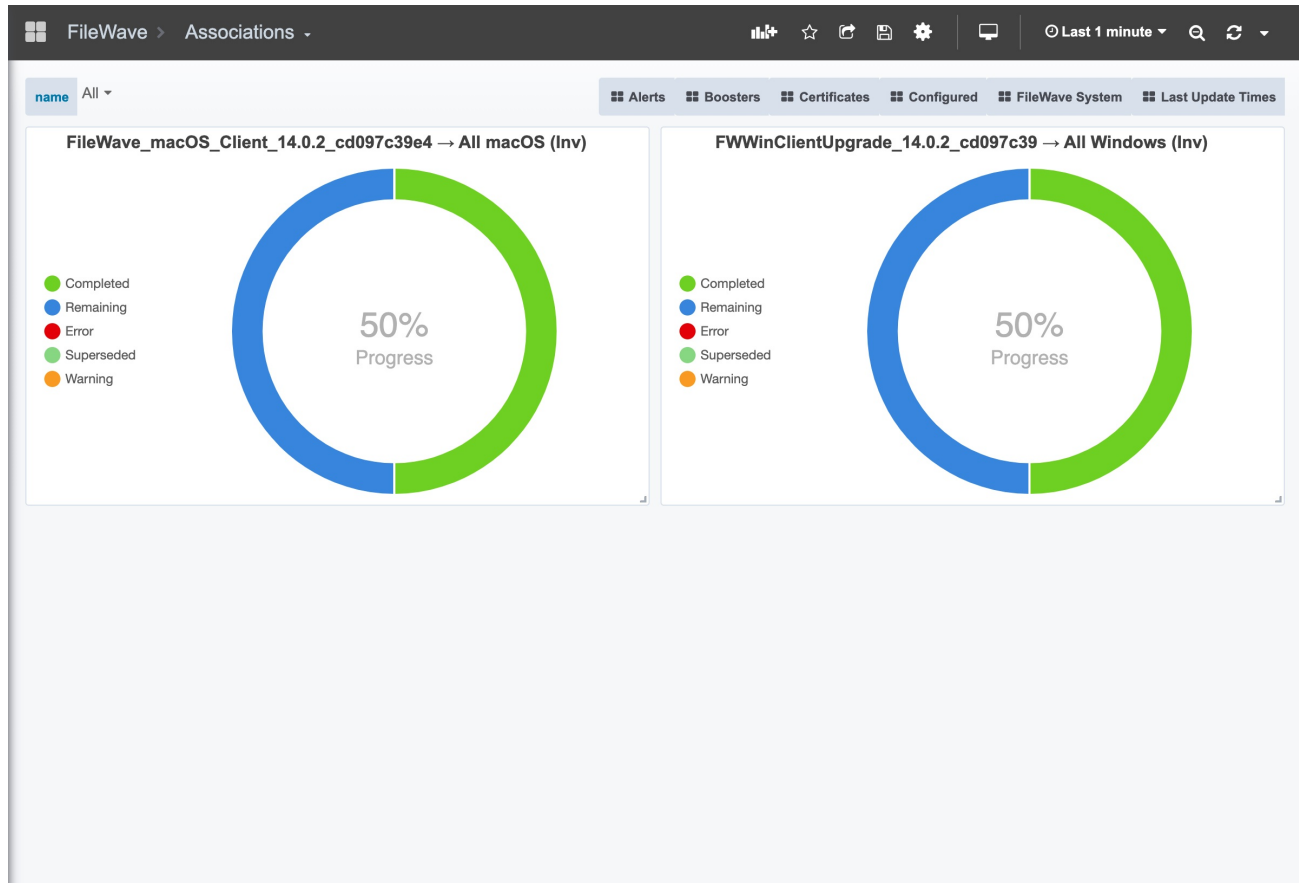 FileWave > Associations
Last 1 minute
name All
Alerts Boosters Certificates Configured FileWave System Last Update Times
FileWave_macOS_Client_14.0.2_cd097c39e4 → All macOS (Inv)
Completed
Remaining
Error
Superseded
Warning
50%
Progress
FWWinClientUpgrade_14.0.2_cd097c39 → All Windows (Inv)
Completed
Remaining
Error
Superseded
Warning
50%
Progress